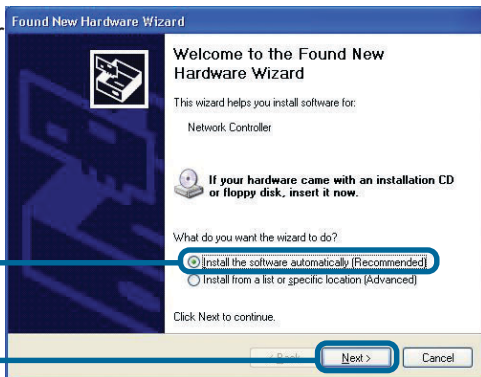 Found New Hardware Wizard
Welcome to the Found New
Hardware Wizard
This wizard helps you install software for:
Network Controller
If your hardware came with an installation CD
or floppy disk, insert it now.
What do you want the wizard to do?
Install the software automatically (Recommended)
Install from a list or specific location (Advanced)
Click Next to continue.
< Back
Next >
Cancel